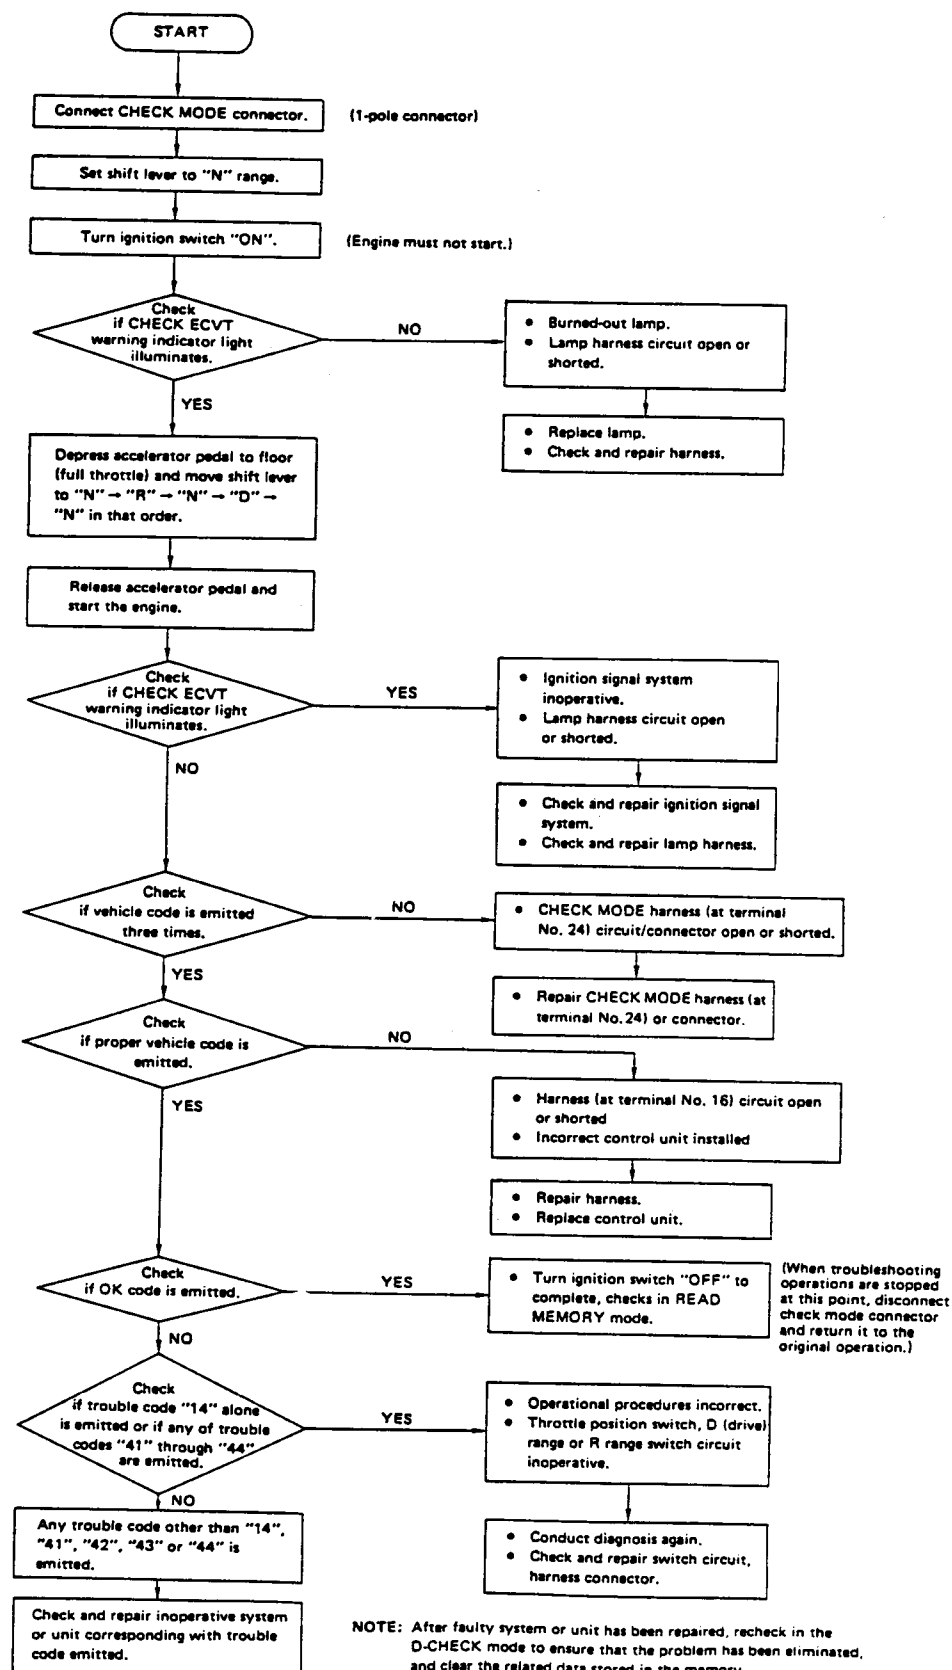 START
Connect CHECK MODE connector.
(1-pole connector)
Set shift lever to "N" range.
Turn ignition switch "ON".
(Engine must not start.)
Check
if CHECK ECVT
warning indicator light
illuminates.
NO
• Burned-out lamp.
• Lamp harness circuit open or
shorted.
• Replace lamp.
• Check and repair harness.
YES
Depress accelerator pedal to floor
(full throttle) and move shift lever
to "N" → "R" → "N" → "D" →
"N" in that order.
Release accelerator pedal and
start the engine.
Check
if CHECK ECVT
warning indicator light
illuminates.
YES
• Ignition signal system
inoperative.
• Lamp harness circuit open
or shorted.
• Check and repair ignition signal
system.
• Check and repair lamp harness.
NO
Check
if vehicle code is emitted
three times.
NO
• CHECK MODE harness (at terminal
No. 24) circuit/connector open or shorted.
• Repair CHECK MODE harness (at
terminal No. 24) or connector.
YES
Check
if proper vehicle code is
emitted.
NO
• Harness (at terminal No. 16) circuit open
or shorted
• Incorrect control unit installed
• Repair harness.
• Replace control unit.
YES
Check
if OK code is emitted.
YES
• Turn ignition switch "OFF" to
complete, checks in READ
MEMORY mode.
(When troubleshooting
operations are stopped
at this point, disconnect
check mode connector
and return it to the
original operation.)
NO
Check
if trouble code "14" alone
is emitted or if any of trouble
codes "41" through "44"
are emitted.
YES
• Operational procedures incorrect.
• Throttle position switch, D (drive)
range or R range switch circuit
inoperative.
• Conduct diagnosis again.
• Check and repair switch circuit,
harness connector.
NO
Any trouble code other than "14",
"41", "42", "43" or "44" is
emitted.
Check and repair inoperative system
or unit corresponding with trouble
code emitted.
NOTE: After faulty system or unit has been repaired, recheck in the
D-CHECK mode to ensure that the problem has been eliminated,
and clear the related data stored in the memory.